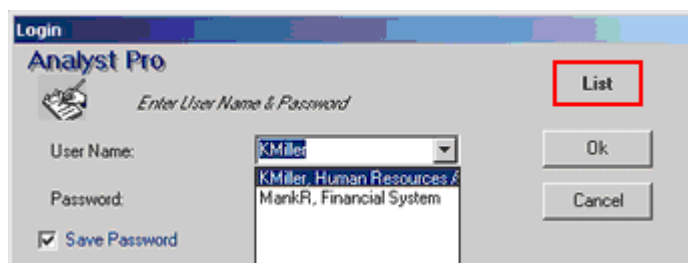 Login
Analyst Pro
List
Enter User Name & Password
User Name:
KMiller
Ok
KMiller, Human Resources
Password:
MankR, Financial System
Cancel
Save Password